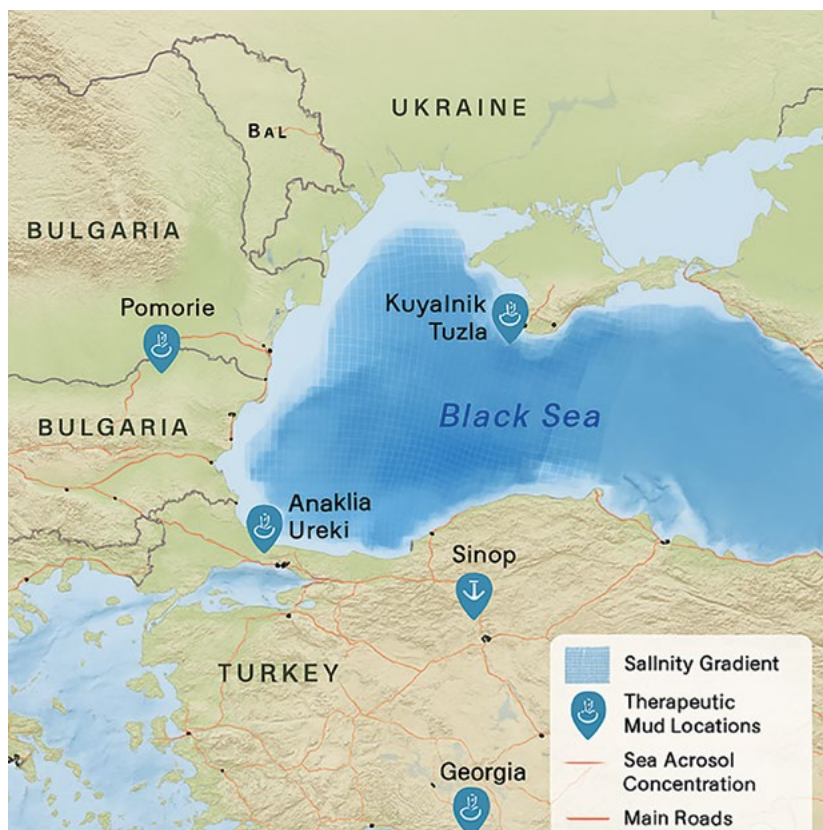 UKRAINE
BAL
BULGARIA
Pomorie
Kuyalnik
Tuzla
Black Sea
BULGARIA
Anaklia
Ureki
Sinop
TURKEY
Georgia
Sallnity Gradient
Therapeutic
Mud Locations
Sea Acrosol
Concentration
Main Roads